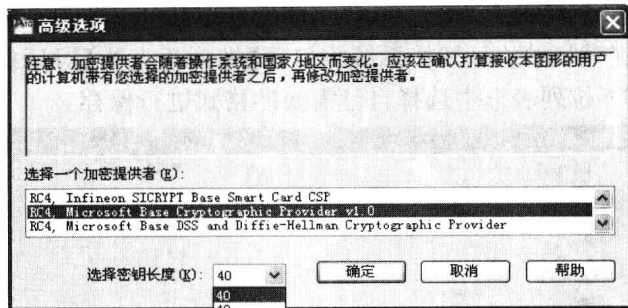 高级选项
注意: 加密提供者会随着操作系统和国家/地区而变化。应该在确认打算接收本图形的用户
的计算机带有您选择的加密提供者之后，再修改加密提供者。
选择一个加密提供者(E):
RC4, Infineon SICRYPT Base Smart Card CSP
RC4, Microsoft Base Cryptographic Provider v1.0
RC4, Microsoft Base DSS and Diffie-Hellman Cryptographic Provider
选择密钥长度(K): 40 确定 取消 帮助
40